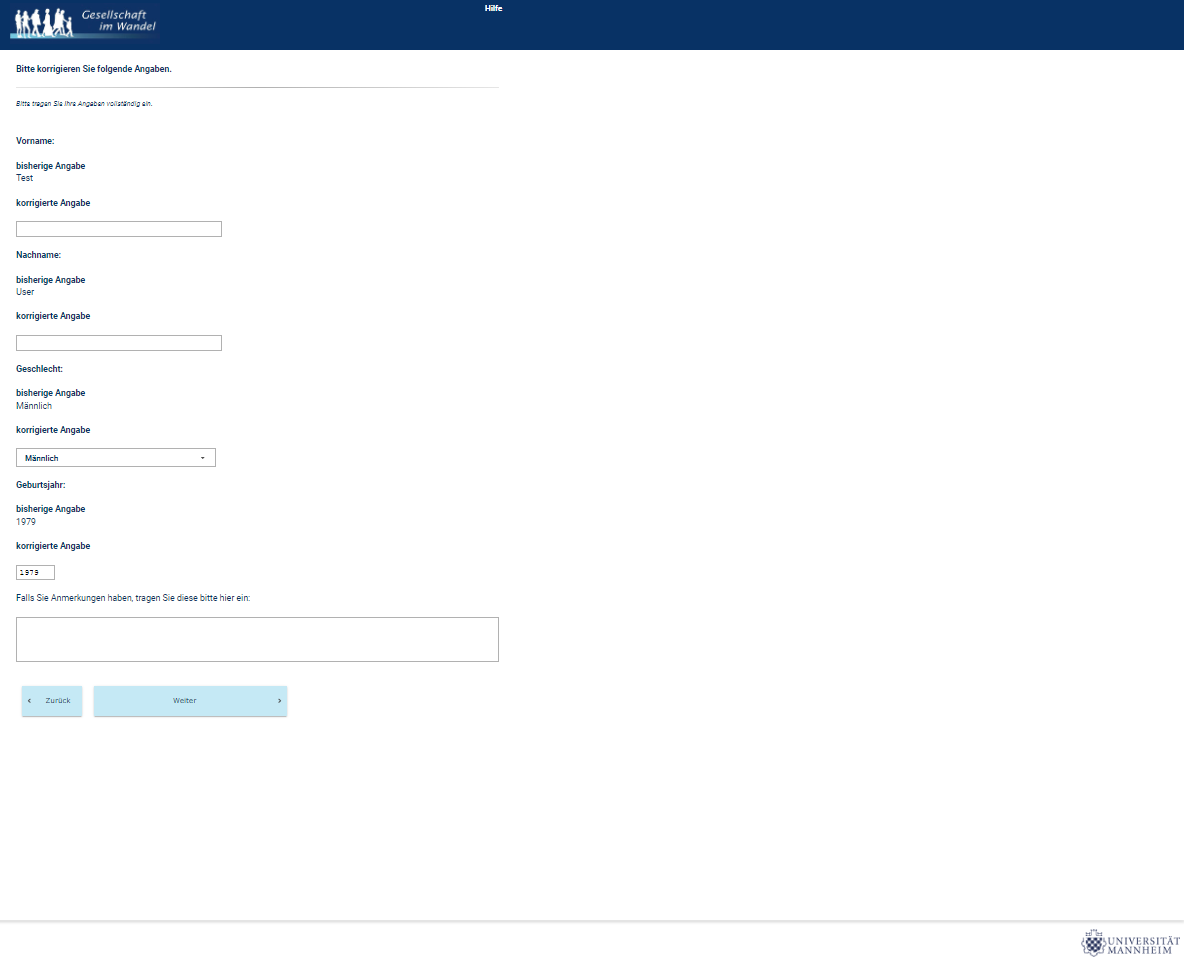 Gesellschaft
im Wandel
Hilfe
Bitte korrigieren Sie folgende Angaben.
Bitte tragen Sie Ihre Angaben vollständig ein.
Vorname:
bisherige Angabe
Test
korrigierte Angabe
Nachname:
bisherige Angabe
User
korrigierte Angabe
Geschlecht:
bisherige Angabe
Männlich
korrigierte Angabe
Männlich
Geburtsjahr:
bisherige Angabe
1979
korrigierte Angabe
1979
Falls Sie Anmerkungen haben, tragen Sie diese bitte hier ein:
‹ Zurück
Weiter ›
UNIVERSITÄT
MANNHEIM